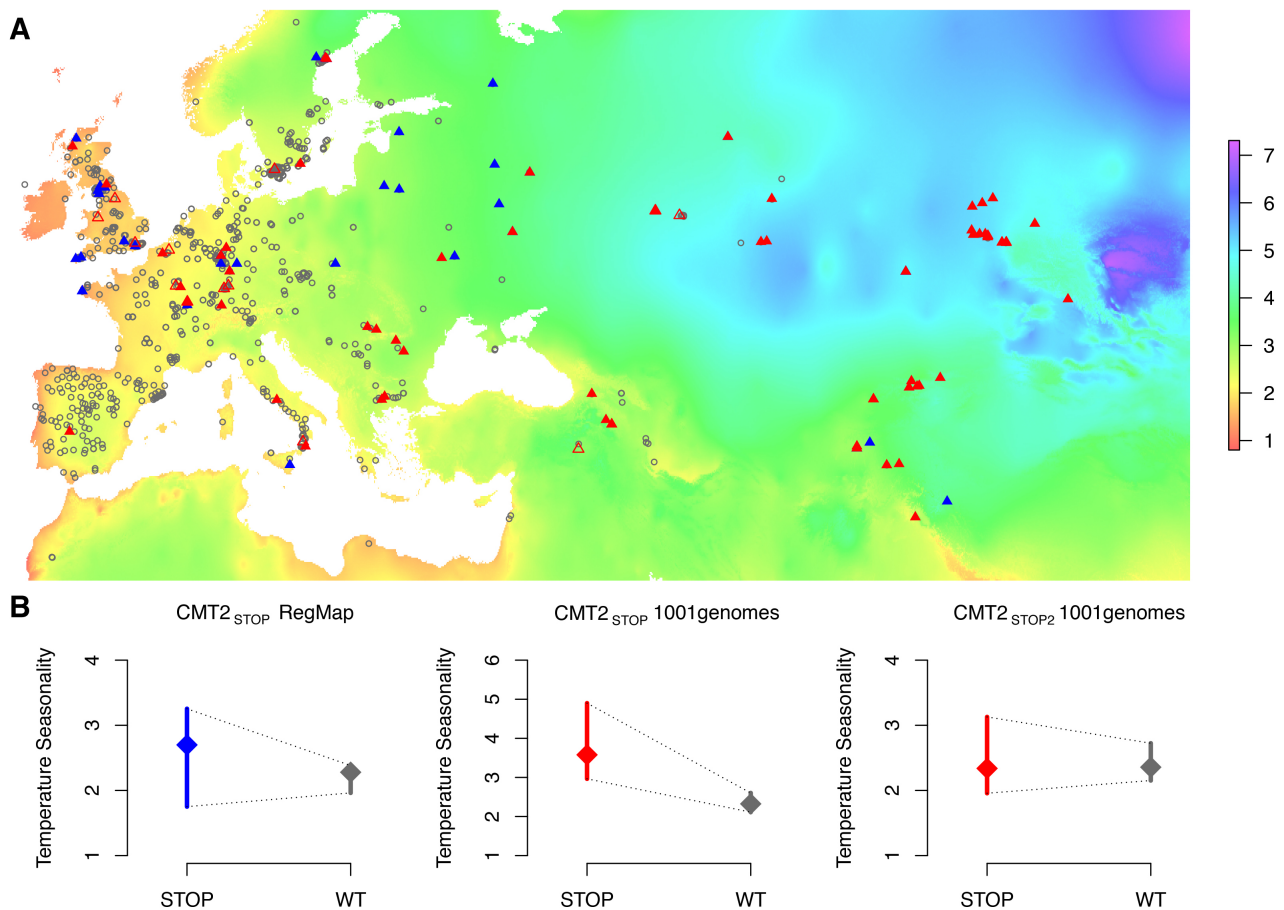 A
7
6
5
4
3
2
1
B
CMT2 STOP RegMap
Temperature Seasonality
4
3
2
1
STOP
WT
CMT2 STOP 1001genomes
Temperature Seasonality
6
5
4
3
2
1
STOP
WT
CMT2 STOP2 1001genomes
Temperature Seasonality
4
3
2
1
STOP
WT